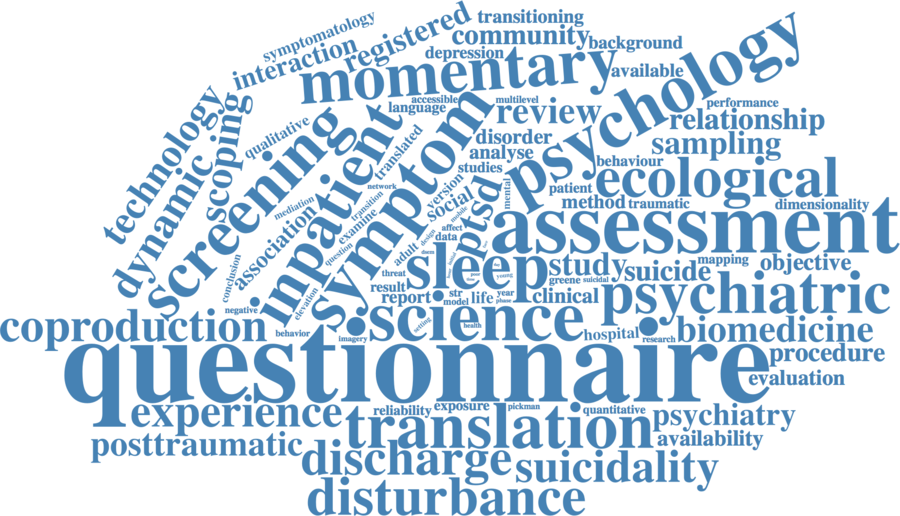 symptomatology
transitioning
registered
community
interaction
background
depression
momentary
available
psychology
technology
dynamic
scoping
qualitative
screening
language
accessible
multilevel
review
performance
relationship
disorder
sampling
inpatient
translated
symptom
analyse
behaviour
studies
ecological
network
version
mental
patient
method
traumatic
dimensionality
mediation
transition
social
ptsd
assessment
association
examine
mobile
design
affect
data
question
adult
conclusion
threat
sleep
study
suicide
mapping
objective
young
greene
suicidal
elevation
result
report
str
model
life
year
phase
clinical
psychiatric
negative
coproduction
behavior
imagery
science
setting
health
hospital
research
biomedicine
questionnaire
procedure
evaluation
experience
reliability
exposure
pickman
quantitative
psychiatry
posttraumatic
translation
availability
discharge
suicidality
disturbance